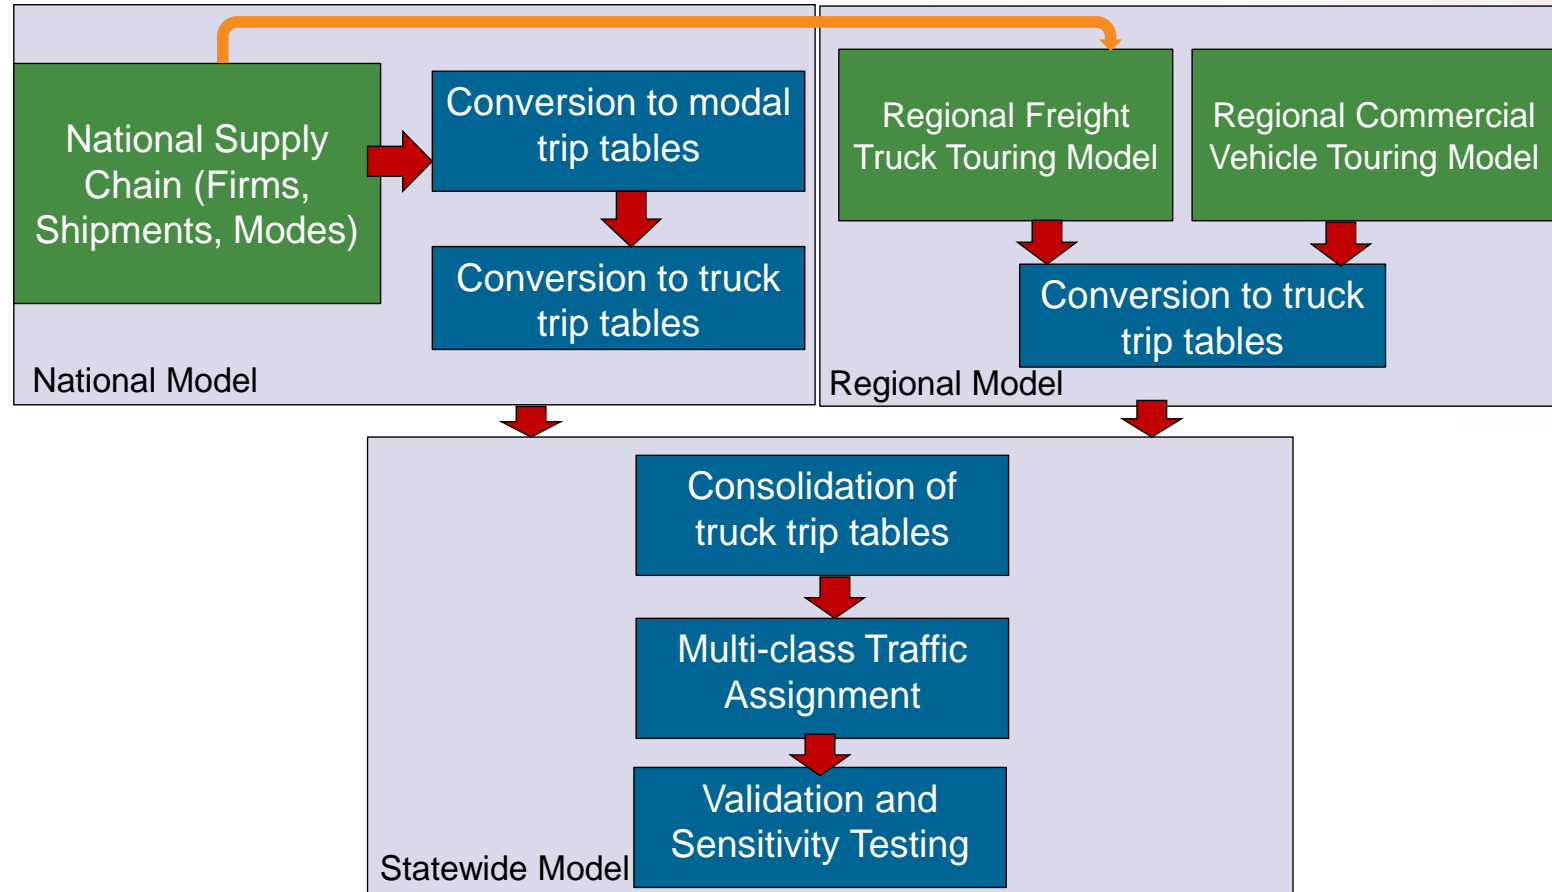 National Supply
Chain (Firms,
Shipments, Modes)
Conversion to modal
trip tables
Conversion to truck
trip tables
National Model
Regional Freight
Truck Touring Model
Regional Commercial
Vehicle Touring Model
Conversion to truck
trip tables
Regional Model
Consolidation of
truck trip tables
Multi-class Traffic
Assignment
Validation and
Sensitivity Testing
Statewide Model